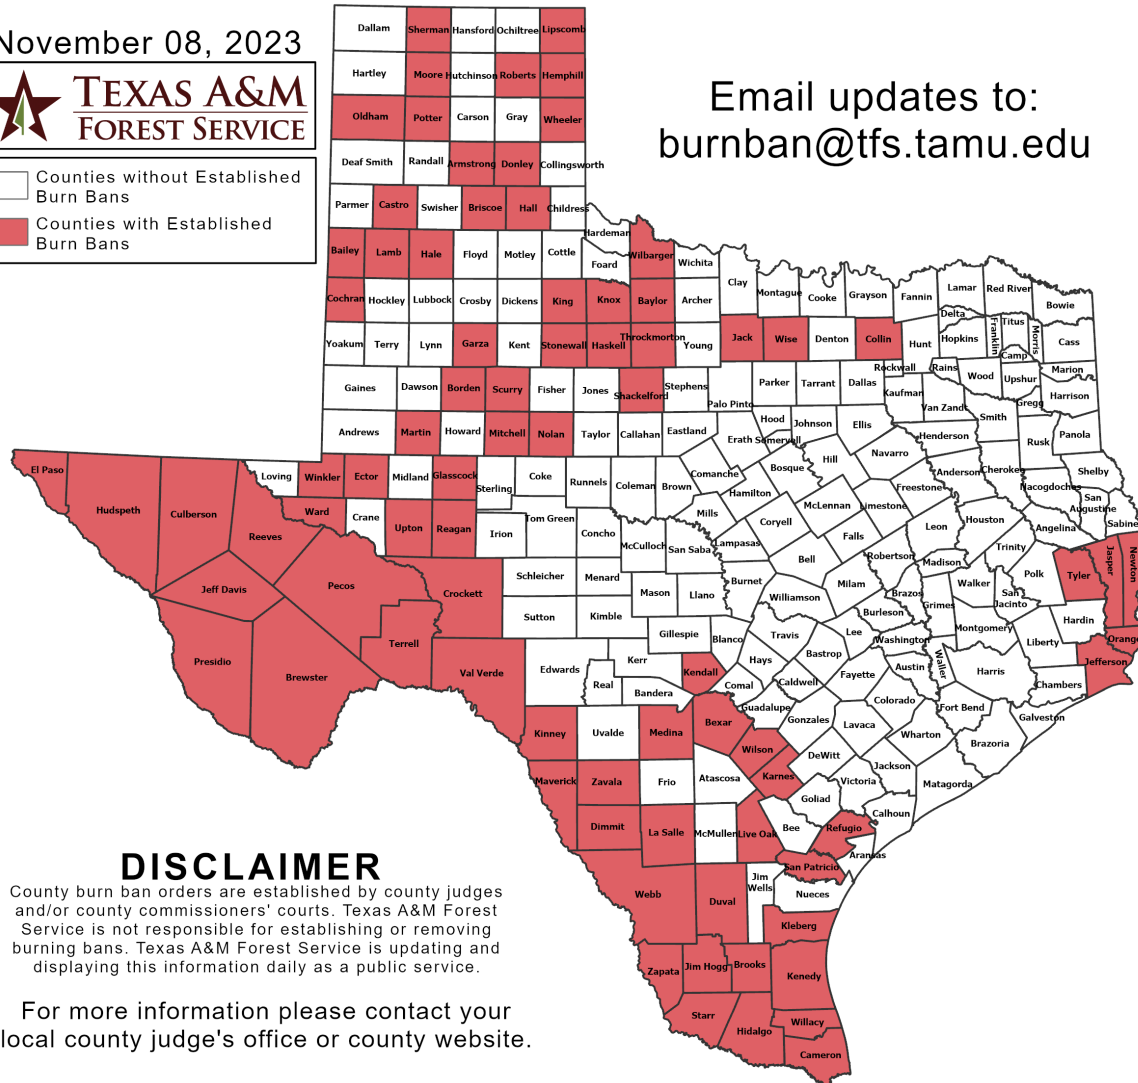 November 08, 2023
TEXAS A&M
FOREST SERVICE
Counties without Established
Burn Bans
Counties with Established
Burn Bans
Email updates to:
burnban@tfs.tamu.edu
Dallam Sherman Hansford Ochiltree Lipscomb
Hartley Moore Hutchinson Roberts Hemphill
Oldham Potter Carson Gray Wheeler
Deaf Smith Randall Armstrong Donley Collingsworth
Parmer Castro Swisher Briscoe Hall Childress
Hardeman
Bailey Lamb Hale Floyd Motley Cottle Foard Wilbarger Wichita
Clay Montague Cooke Grayson Fannin Lamar Red River Bowie
Cochran Hockley Lubbock Crosby Dickens King Knox Baylor Archer
Delta Titus Franklin Morris
Yoakum Terry Lynn Garza Kent Stonewall Haskell Throckmorton Young Jack Wise Denton Collin Hunt Hopkins Camp Cass
Rockwall Rains Wood Upshur Marion
Gaines Dawson Borden Scurry Fisher Jones Shackelford Stephens Palo Pinto Parker Tarrant Dallas Kaufman Van Zandt Gregg Harrison
Andrews Martin Howard Mitchell Nolan Taylor Callahan Eastland Erath Hood Somervell Johnson Ellis Henderson Smith Rusk Panola
El Paso Hudspeth Culberson Loving Winkler Ector Midland Glasscock Sterling Coke Runnels Coleman Brown Comanche Bosque Hill Navarro Anderson Cherokee Nacogdoches Shelby
San
Augustine
Sabine
Reeves Ward Crane Upton Reagan Irion Tom Green Concho McCulloch San Saba Mills Hamilton Coryell McLennan Limestone Freestone Leon Houston Angelina
Lampasas Bell Falls Robertson Madison Trinity Polk Tyler Jasper Newton
Jeff Davis Pecos Crockett Schleicher Menard Mason Llano Burnet Williamson Milam Brazos Grimes Walker
San
Jacinto
Hardin
Orange
Presidio Brewster Terrell Val Verde Sutton Kimble Gillespie Blanco Travis Lee Burleson Washington Montgomery Liberty Jefferson
Edwards Real Kerr Bandera Kendall Comal Hays Caldwell Bastrop Fayette Austin Waller Harris Chambers
Kinney Uvalde Medina Bexar Guadalupe Gonzales Lavaca Colorado Fort Bend Galveston
Wilson Karnes DeWitt Wharton Brazoria
Maverick Zavala Frio Atascosa Goliad Victoria Jackson Matagorda
Dimmit La Salle McMullen Live Oak Bee Refugio Calhoun
Aransas
San Patricio
Webb Duval
Jim
Wells
Nueces
Kleberg
Zapata Jim Hogg Brooks Kenedy
Starr Hidalgo Willacy
Cameron
DISCLAIMER
County burn ban orders are established by county judges
and/or county commissioners' courts. Texas A&M Forest
Service is not responsible for establishing or removing
burning bans. Texas A&M Forest Service is updating and
displaying this information daily as a public service.
For more information please contact your
local county judge's office or county website.